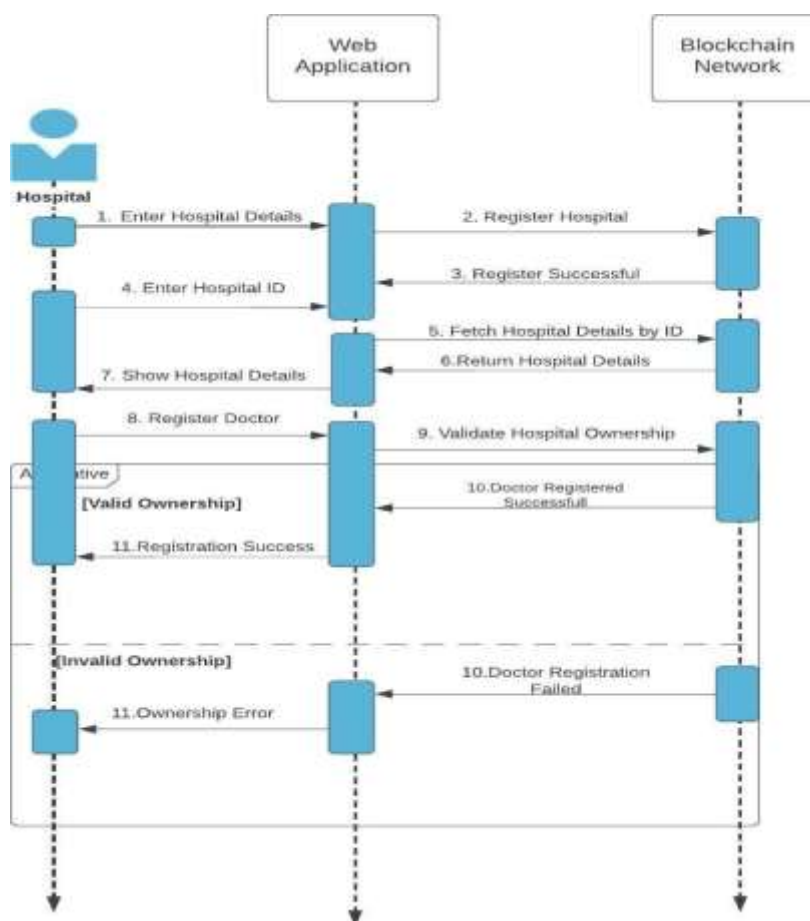 Web
Application
Blockchain
Network
Hospital
1. Enter Hospital Details
2. Register Hospital
3. Register Successful
4. Enter Hospital ID
5. Fetch Hospital Details by ID
6.Return Hospital Details
7. Show Hospital Details
8. Register Doctor
9. Validate Hospital Ownership
[Valid Ownership]
10.Doctor Registered
Successfull
11.Registration Success
[Invalid Ownership]
10.Doctor Registration
Failed
11.Ownership Error